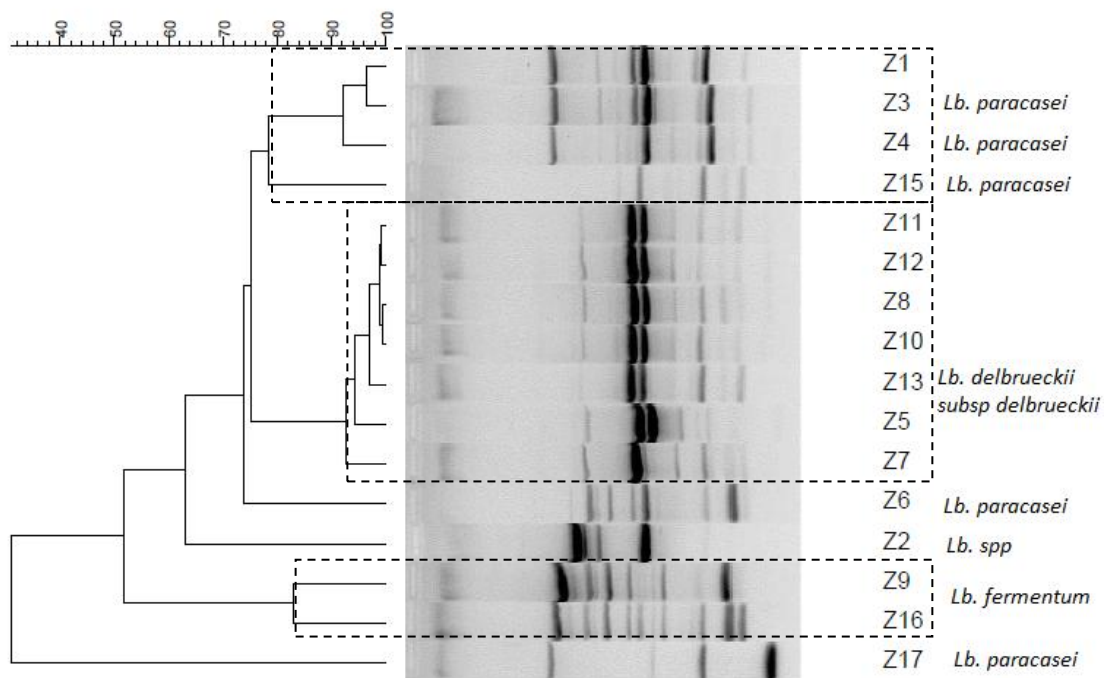 40 50 60 70 80 90 100
Z1
Z3 Lb. paracasei
Z4 Lb. paracasei
Z15 Lb. paracasei
Z11
Z12
Z8
Z10
Z13 Lb. delbrueckii
subsp delbrueckii
Z5
Z7
Z6 Lb. paracasei
Z2 Lb. spp
Z9
Lb. fermentum
Z16
Z17 Lb. paracasei